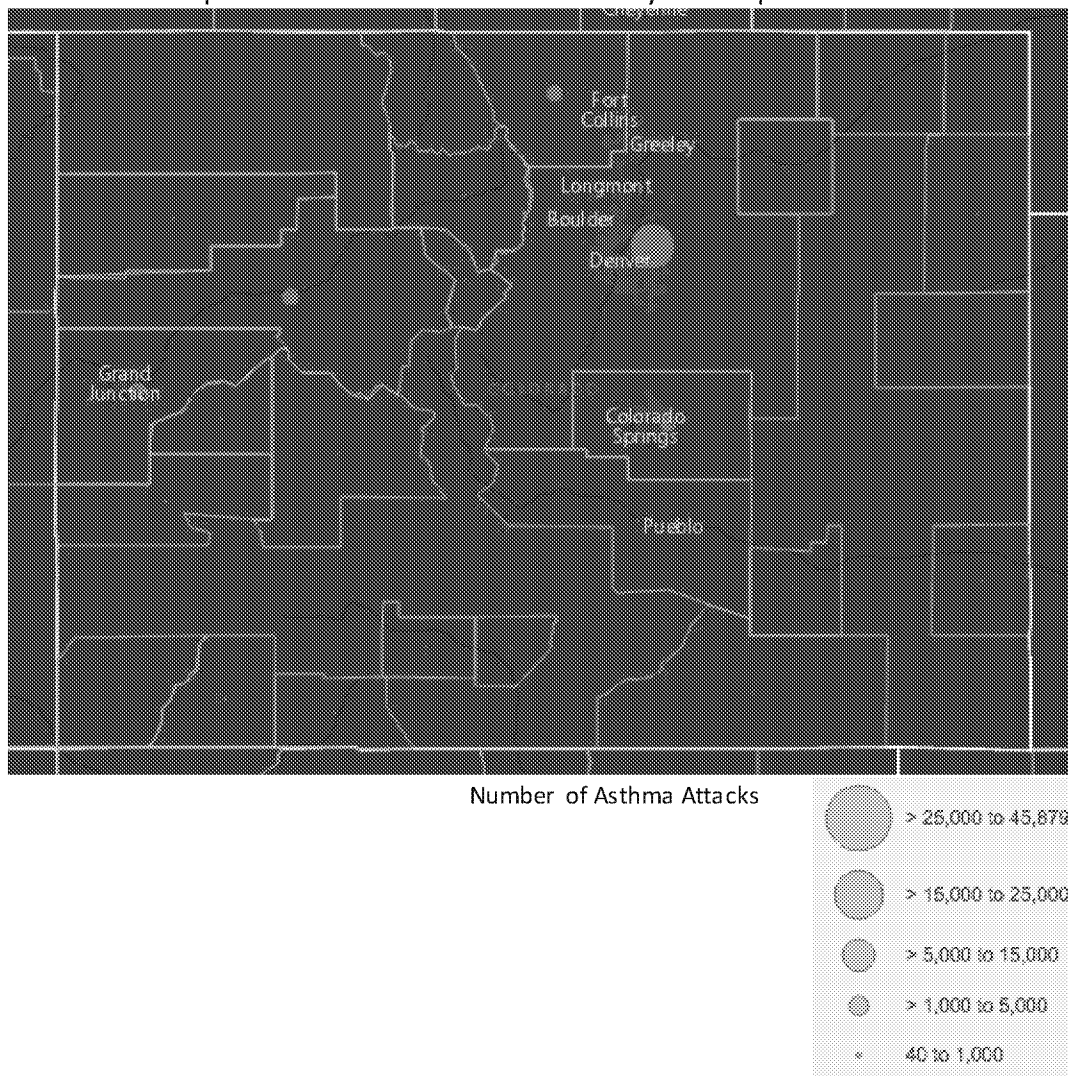 Cheyenne
Fort
Collins
Greeley
Longmont
Boulder
Denver
Grand
Junction
Colorado
Springs
Pueblo
Number of Asthma Attacks
> 25,000 to 45,879
> 15,000 to 25,000
> 5,000 to 15,000
> 1,000 to 5,000
40 to 1,000